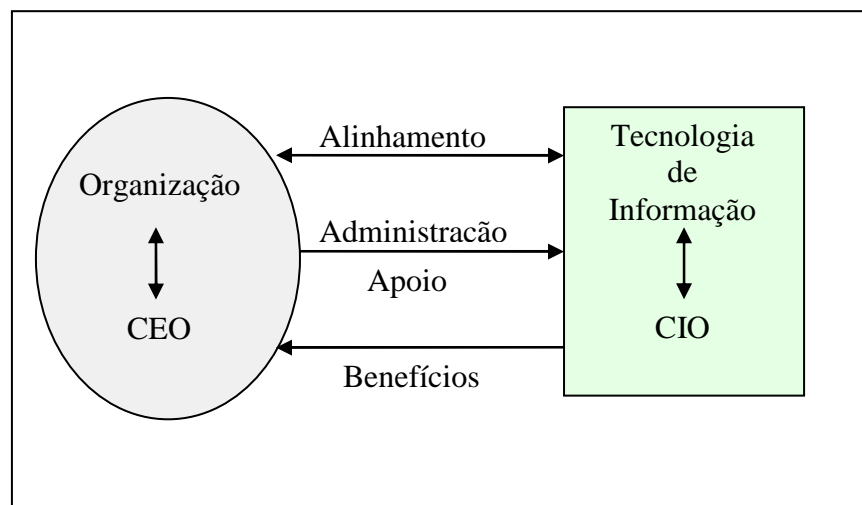 Organização
CEO
Alinhamento
Administracão
Apoio
Benefícios
Tecnologia
de
Informação
CIO